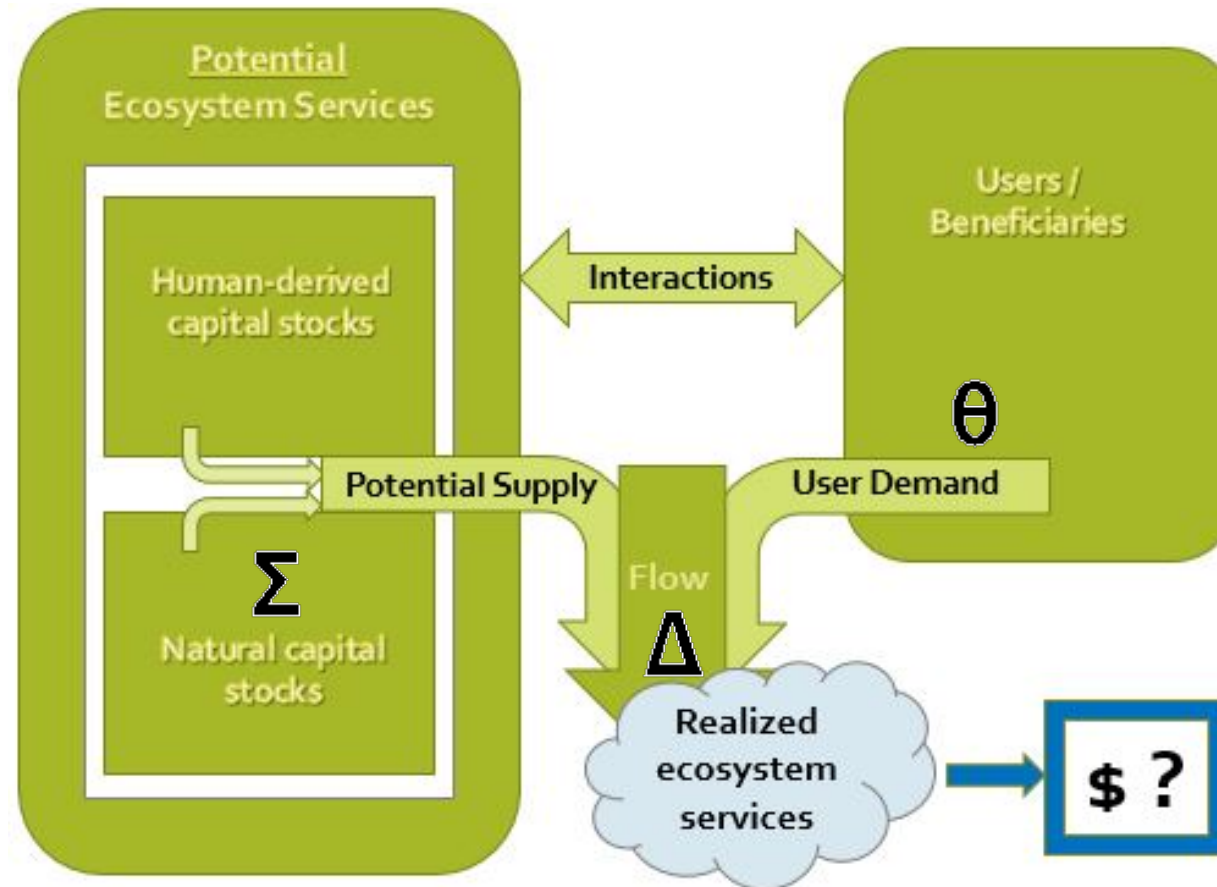 Potential
Ecosystem Services
Human-derived
capital stocks
Interactions
Users /
Beneficiaries
θ
Potential Supply
User Demand
Flow
Σ
Δ
Natural capital
stocks
Realized
ecosystem
services
$ ?